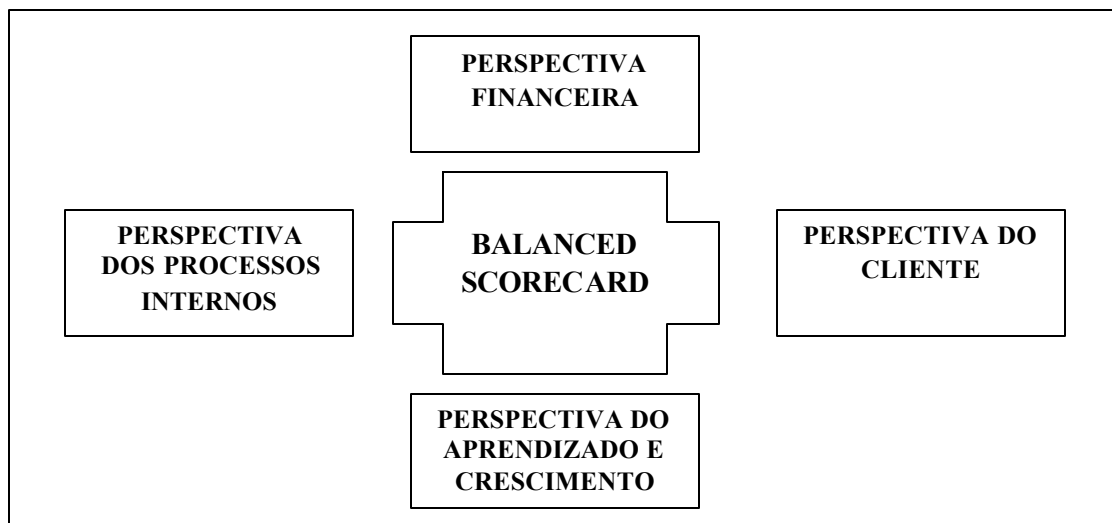 PERSPECTIVA
FINANCEIRA
PERSPECTIVA
DOS PROCESSOS
INTERNOS
BALANCED
SCORECARD
PERSPECTIVA DO
CLIENTE
PERSPECTIVA DO
APRENDIZADO E
CRESCIMENTO